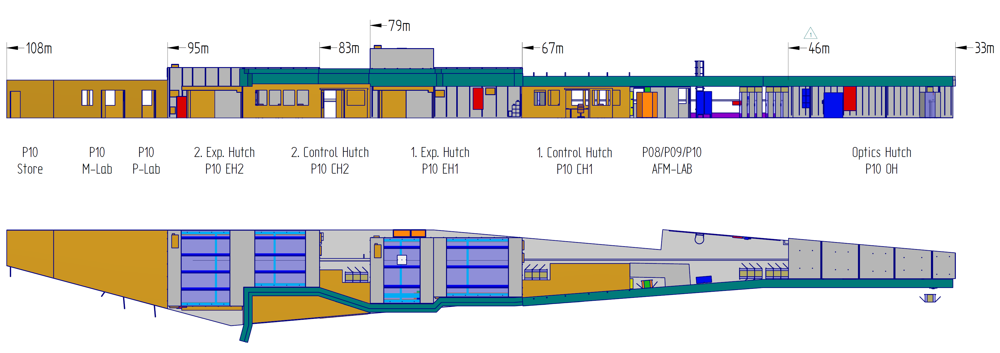 79m
108m
95m
83m
67m
1
46m
33m
P10
Store
P10
M-Lab
P10
P-Lab
2. Exp. Hutch
P10 EH2
2. Control Hutch
P10 CH2
1. Exp. Hutch
P10 EH1
1. Control Hutch
P10 CH1
P08/P09/P10
AFM-LAB
Optics Hutch
P10 OH